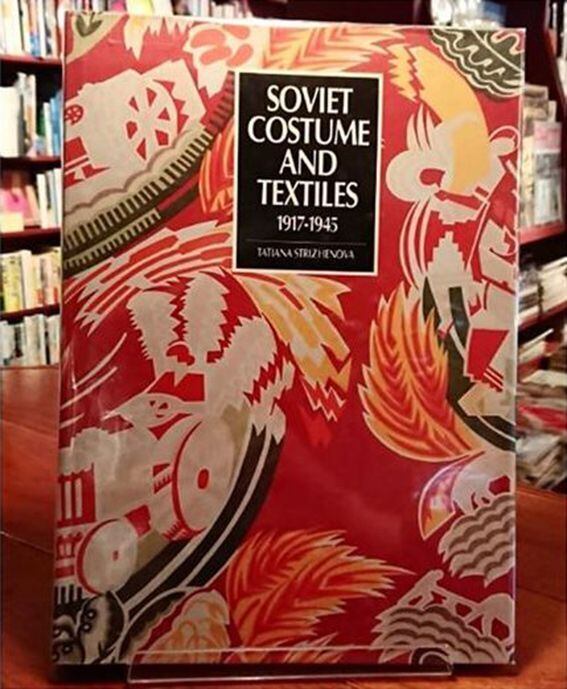 SOVIET
COSTUME
AND
TEXTILES
1917-1945
TATIANA STRIZHENOVA